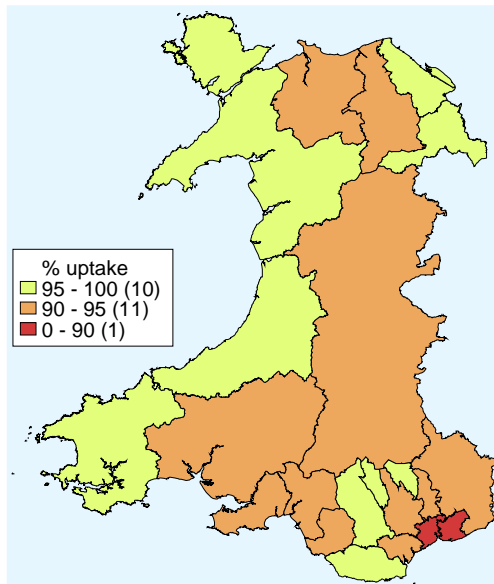 % uptake
95 - 100 (10)
90 - 95 (11)
0 - 90 (1)